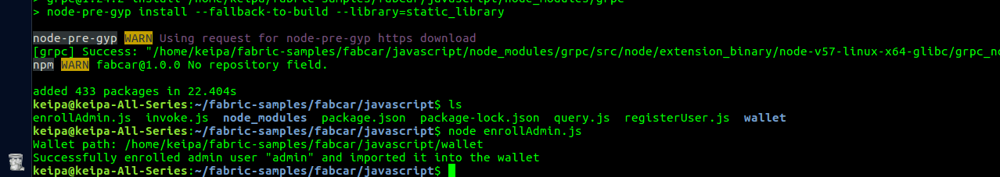 > grpc@1.24.2 install /home/keipa/fabric-samples/fabcar/javascript/node_modules/grpc
> node-pre-gyp install --fallback-to-build --library=static_library
node-pre-gyp WARN Using request for node-pre-gyp https download
[grpc] Success: "/home/keipa/fabric-samples/fabcar/javascript/node_modules/grpc/src/node/extension_binary/node-v57-linux-x64-glibc/grpc_no
npm WARN fabcar@1.0.0 No repository field.
added 433 packages in 22.404s
keipa@keipa-All-Series:~/fabric-samples/fabcar/javascript$ ls
enrollAdmin.js invoke.js node_modules package.json package-lock.json query.js registerUser.js wallet
keipa@keipa-All-Series:~/fabric-samples/fabcar/javascript$ node enrollAdmin.js
Wallet path: /home/keipa/fabric-samples/fabcar/javascript/wallet
Successfully enrolled admin user "admin" and imported it into the wallet
keipa@keipa-All-Series:~/fabric-samples/fabcar/javascript$